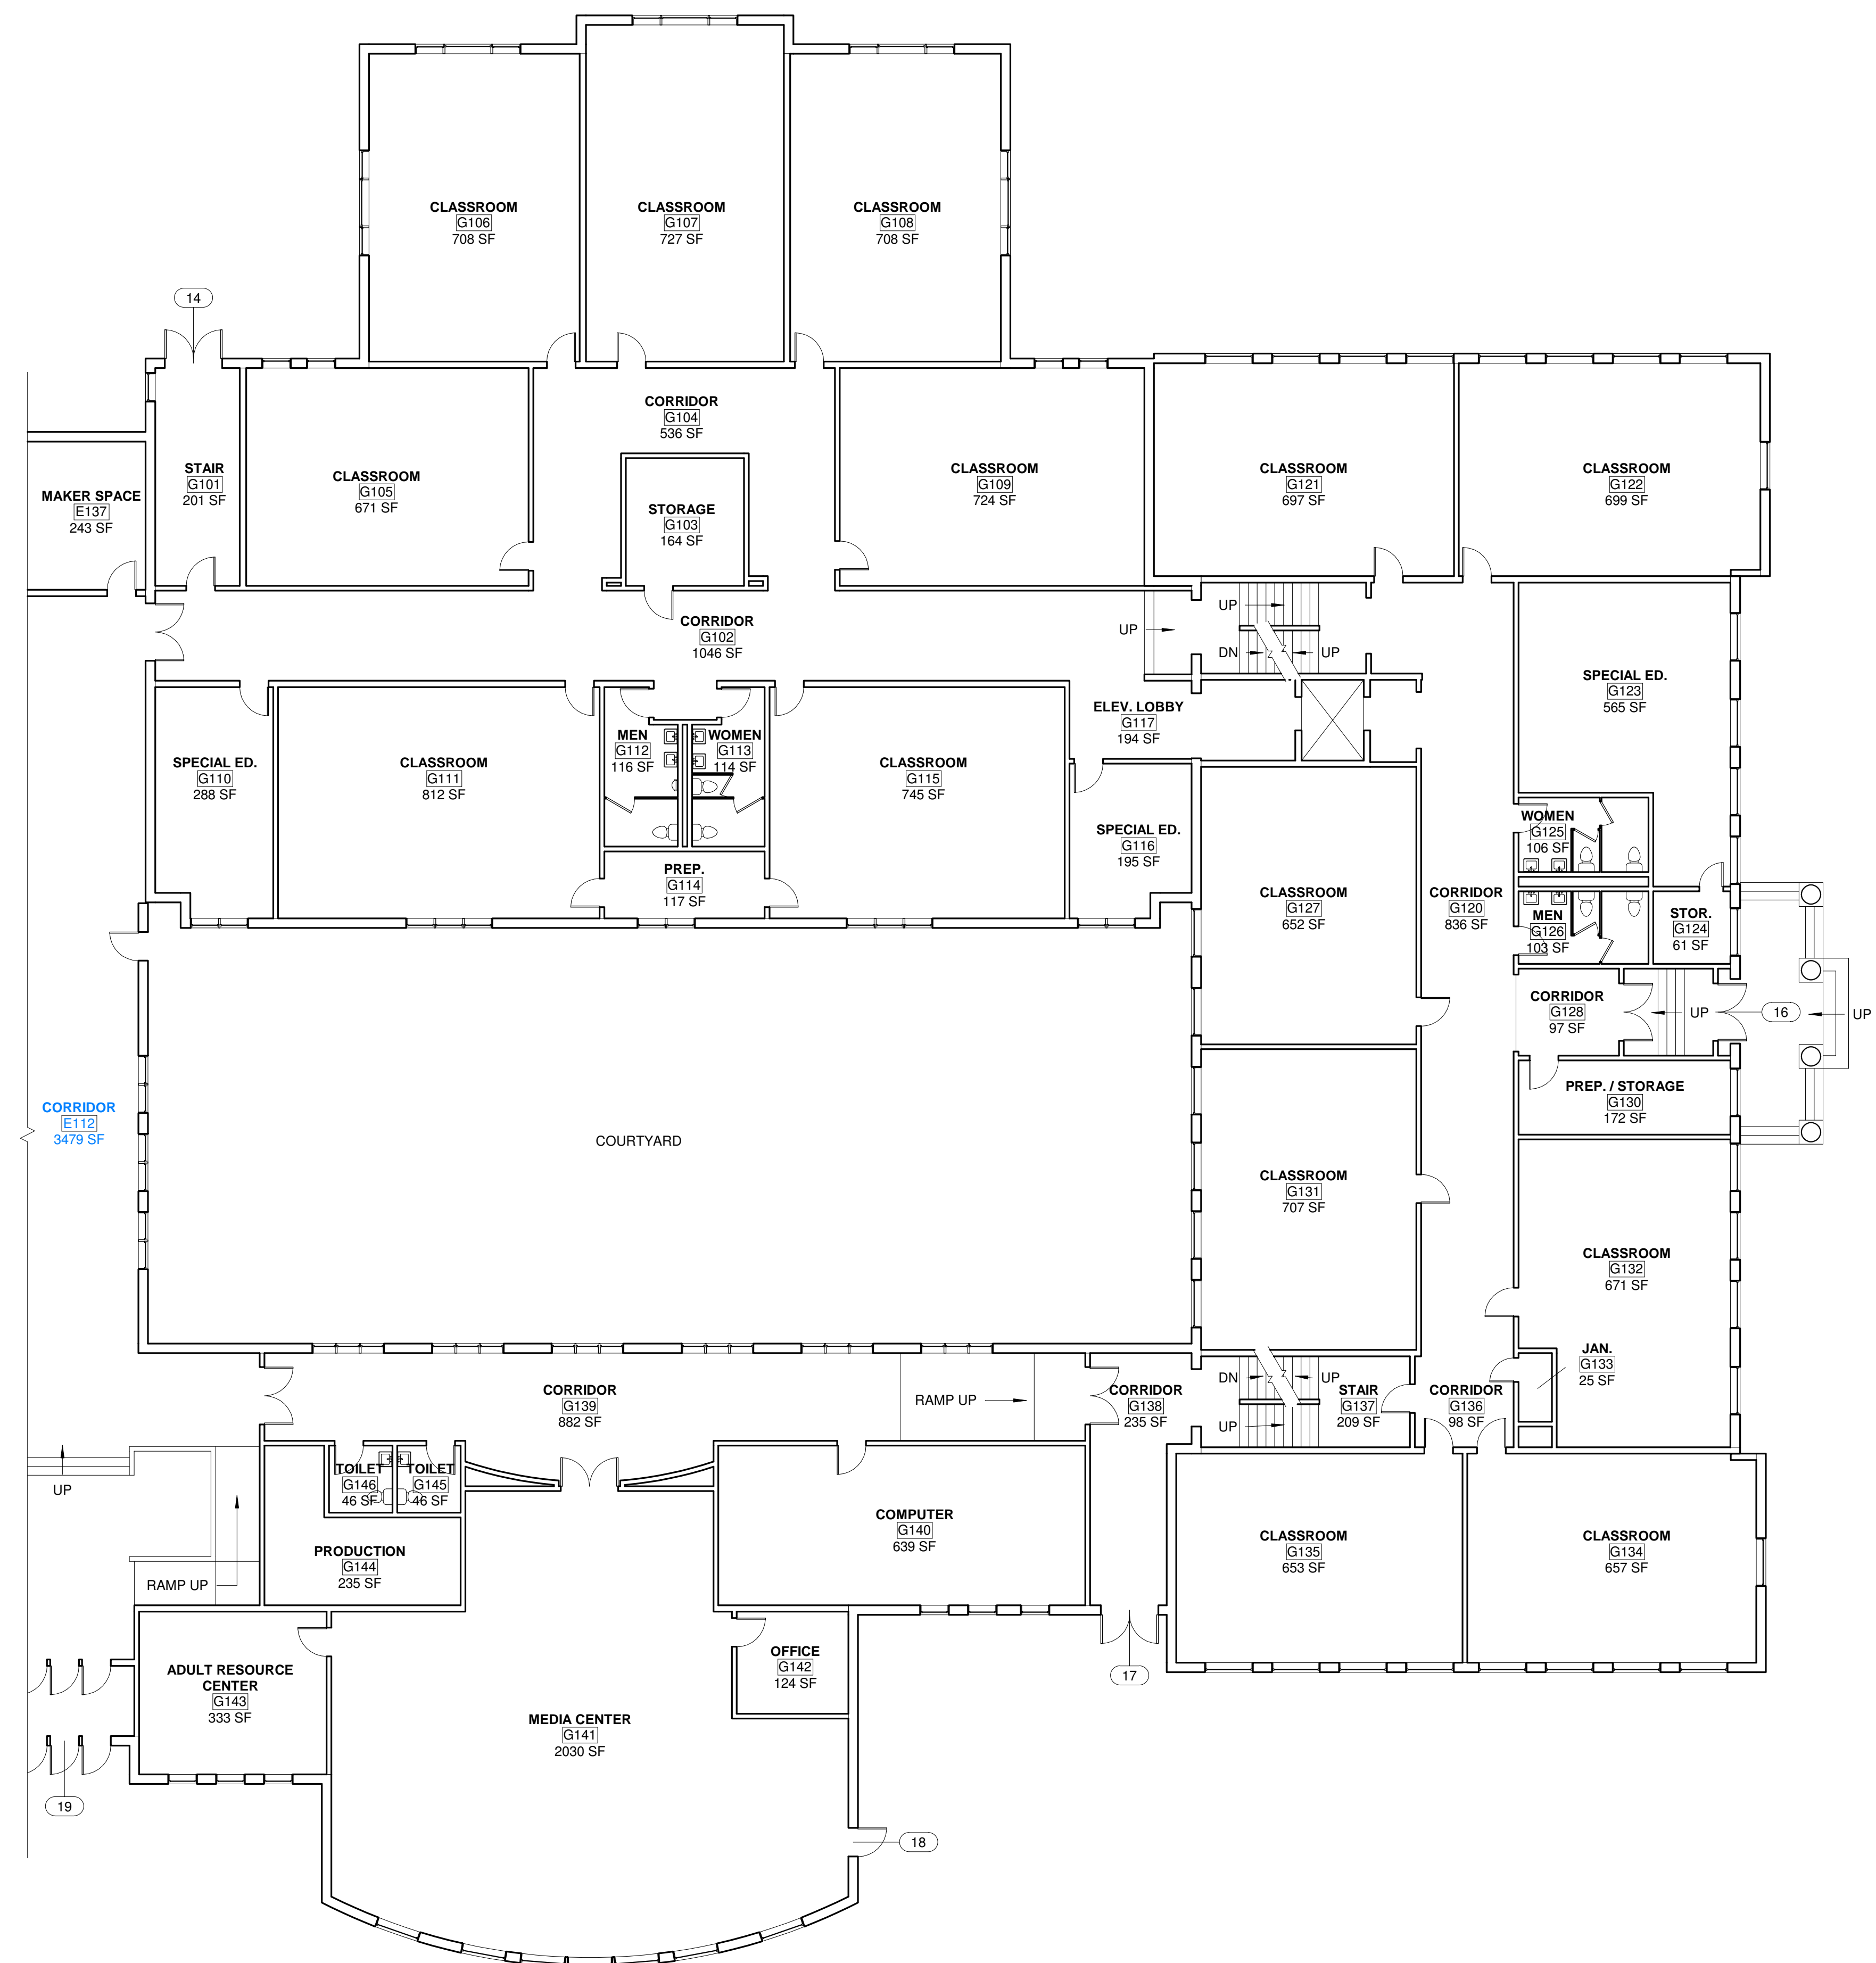 CLASSROOM
G106
708 SF
CLASSROOM
G107
727 SF
CLASSROOM
G108
708 SF
14
CORRIDOR
G104
536 SF
STAIR
G101
201 SF
MAKER SPACE
E137
243 SF
CLASSROOM
G105
671 SF
STORAGE
G103
164 SF
CLASSROOM
G109
724 SF
CLASSROOM
G121
697 SF
CLASSROOM
G122
699 SF
CORRIDOR
G102
1046 SF
UP
UP
DN
UP
SPECIAL ED.
G123
565 SF
ELEV. LOBBY
G117
194 SF
SPECIAL ED.
G110
288 SF
CLASSROOM
G111
812 SF
MEN
G112
116 SF
WOMEN
G113
114 SF
CLASSROOM
G115
745 SF
SPECIAL ED.
G116
195 SF
PREP.
G114
117 SF
CLASSROOM
G127
652 SF
CORRIDOR
G120
836 SF
WOMEN
G125
106 SF
MEN
G126
103 SF
STOR.
G124
61 SF
CORRIDOR
G128
97 SF
UP
16
UP
PREP. / STORAGE
G130
172 SF
CORRIDOR
E112
3479 SF
COURTYARD
CLASSROOM
G131
707 SF
CLASSROOM
G132
671 SF
JAN.
G133
25 SF
CORRIDOR
G139
882 SF
RAMP UP
CORRIDOR
G138
235 SF
DN
UP
UP
STAIR
G137
209 SF
CORRIDOR
G136
98 SF
UP
TOILET
G146
46 SF
TOILET
G145
46 SF
PRODUCTION
G144
235 SF
RAMP UP
COMPUTER
G140
639 SF
CLASSROOM
G135
653 SF
CLASSROOM
G134
657 SF
ADULT RESOURCE
CENTER
G143
333 SF
OFFICE
G142
124 SF
17
MEDIA CENTER
G141
2030 SF
19
18